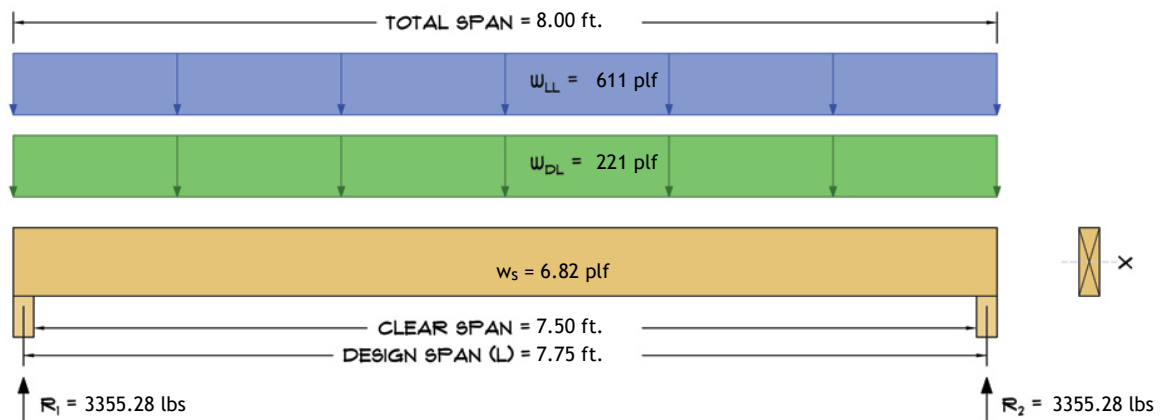 TOTAL SPAN = 8.00 ft.
wLL = 611 plf
wDL = 221 plf
ws = 6.82 plf
X
CLEAR SPAN = 7.50 ft.
DESIGN SPAN (L) = 7.75 ft.
R1 = 3355.28 lbs
R2 = 3355.28 lbs